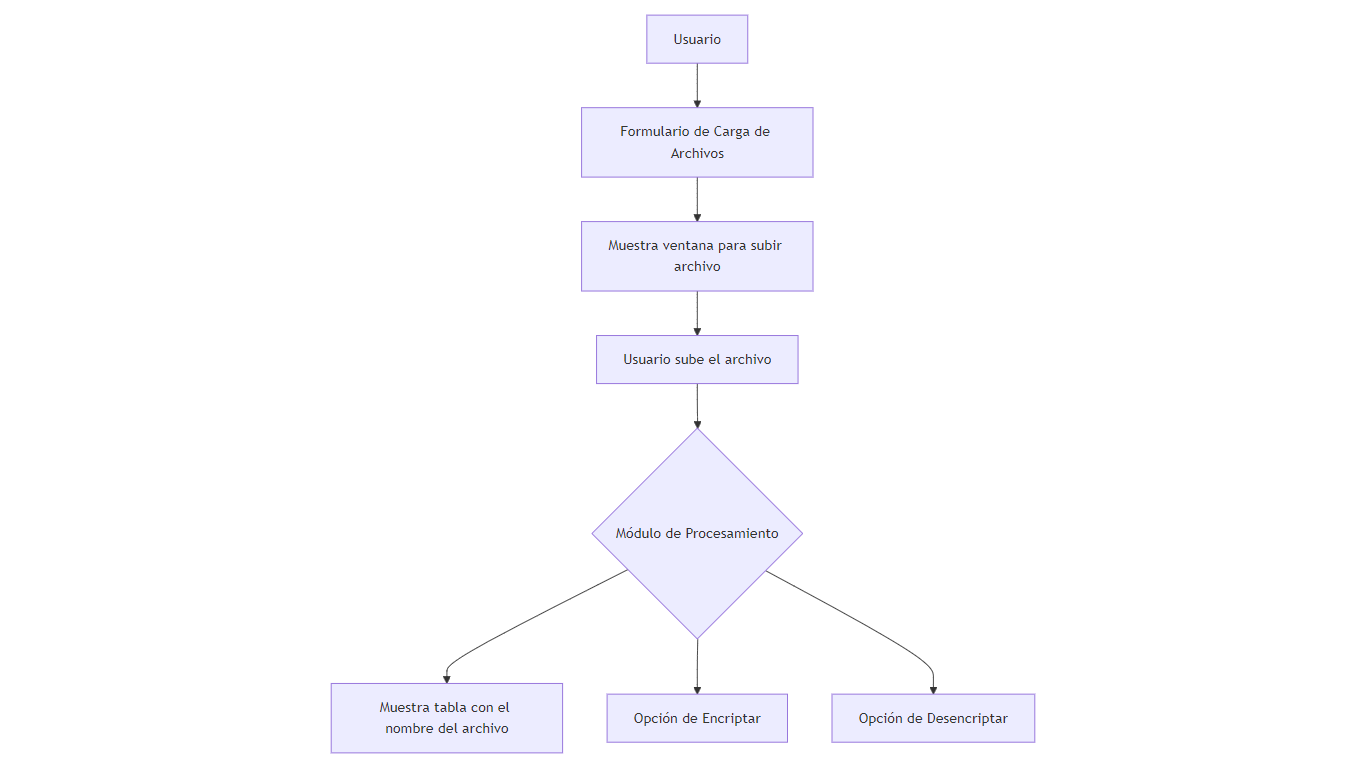 Usuario
Formulario de Carga de
Archivos
Muestra ventana para subir
archivo
Usuario sube el archivo
Módulo de Procesamiento
Muestra tabla con el
nombre del archivo
Opción de Encriptar
Opción de Desencriptar